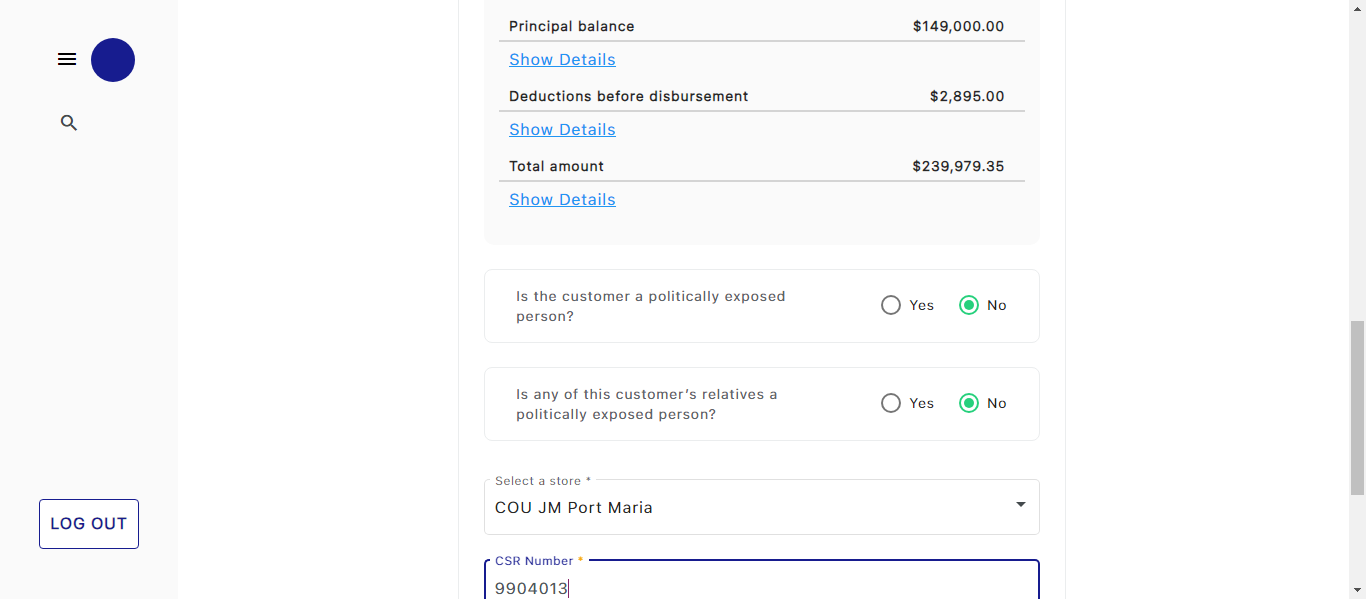 Principal balance $149,000.00
Show Details
Deductions before disbursement $2,895.00
Show Details
Total amount $239,979.35
Show Details
Is the customer a politically exposed
person?
Yes No
Is any of this customer's relatives a
politically exposed person?
Yes No
Select a store *
COU JM Port Maria
LOG OUT
CSR Number *
9904013